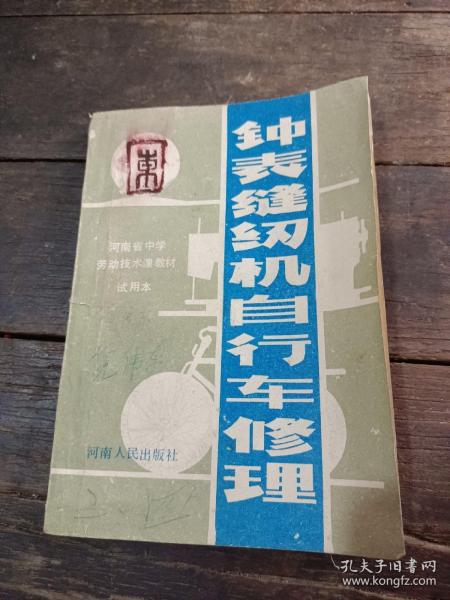 鈡表缝纫机自行车修理
東
河南省中学
劳动技术课教材
试用本
河南人民出版社
孔夫子旧书网
www.kongfz.com